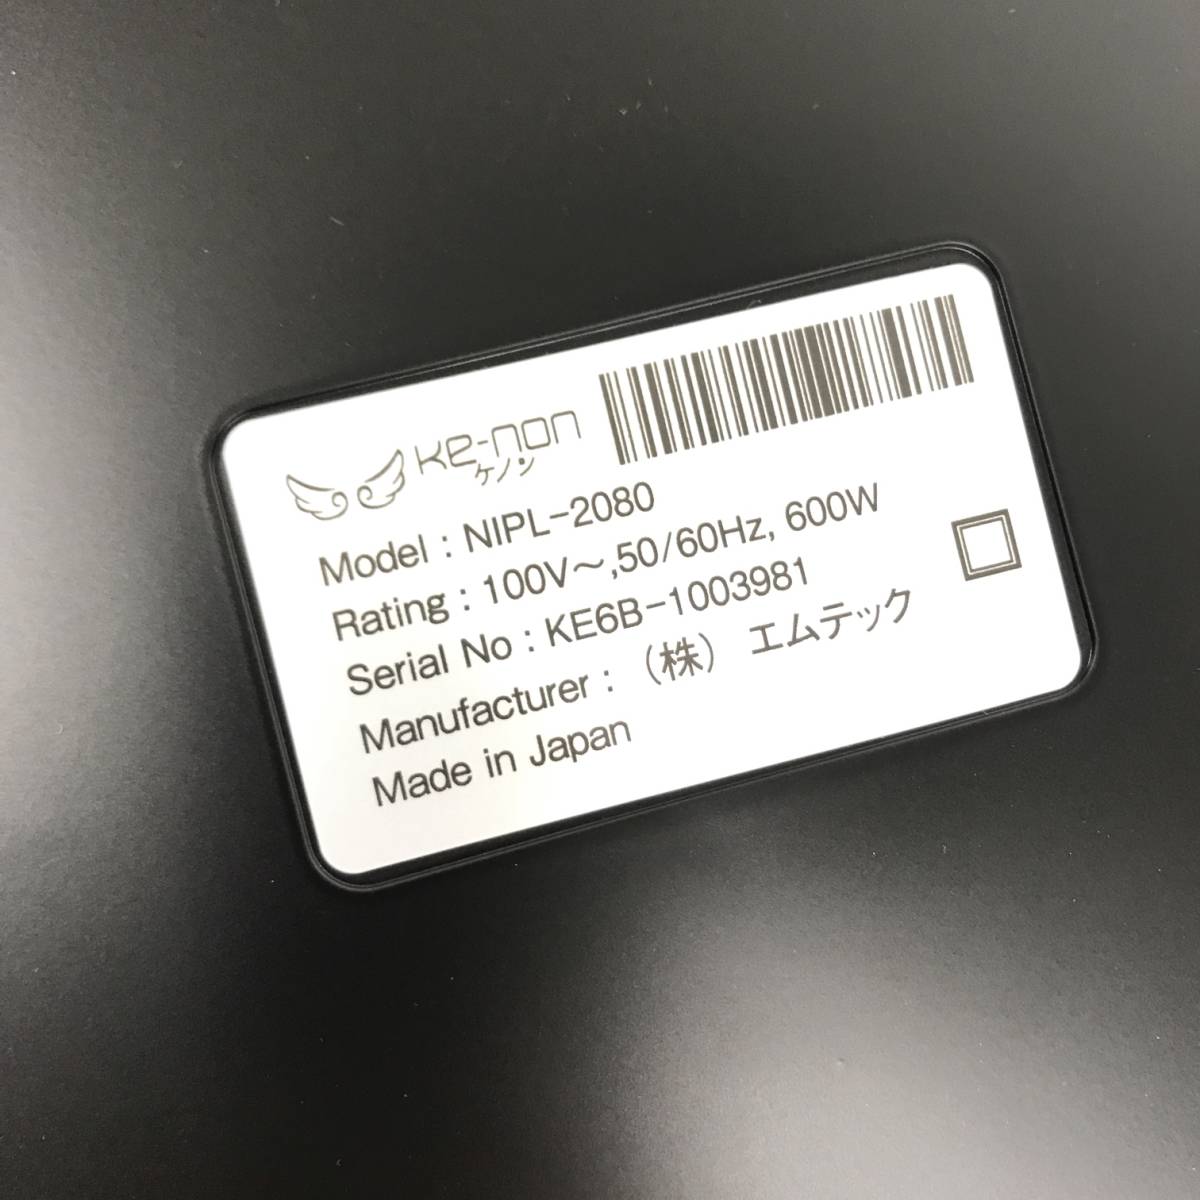 ke-non
ケノン
Model : NIPL-2080
Rating : 100V～,50/60Hz, 600W
Serial No : KE6B-1003981
Manufacturer : （株） エムテック
Made in Japan